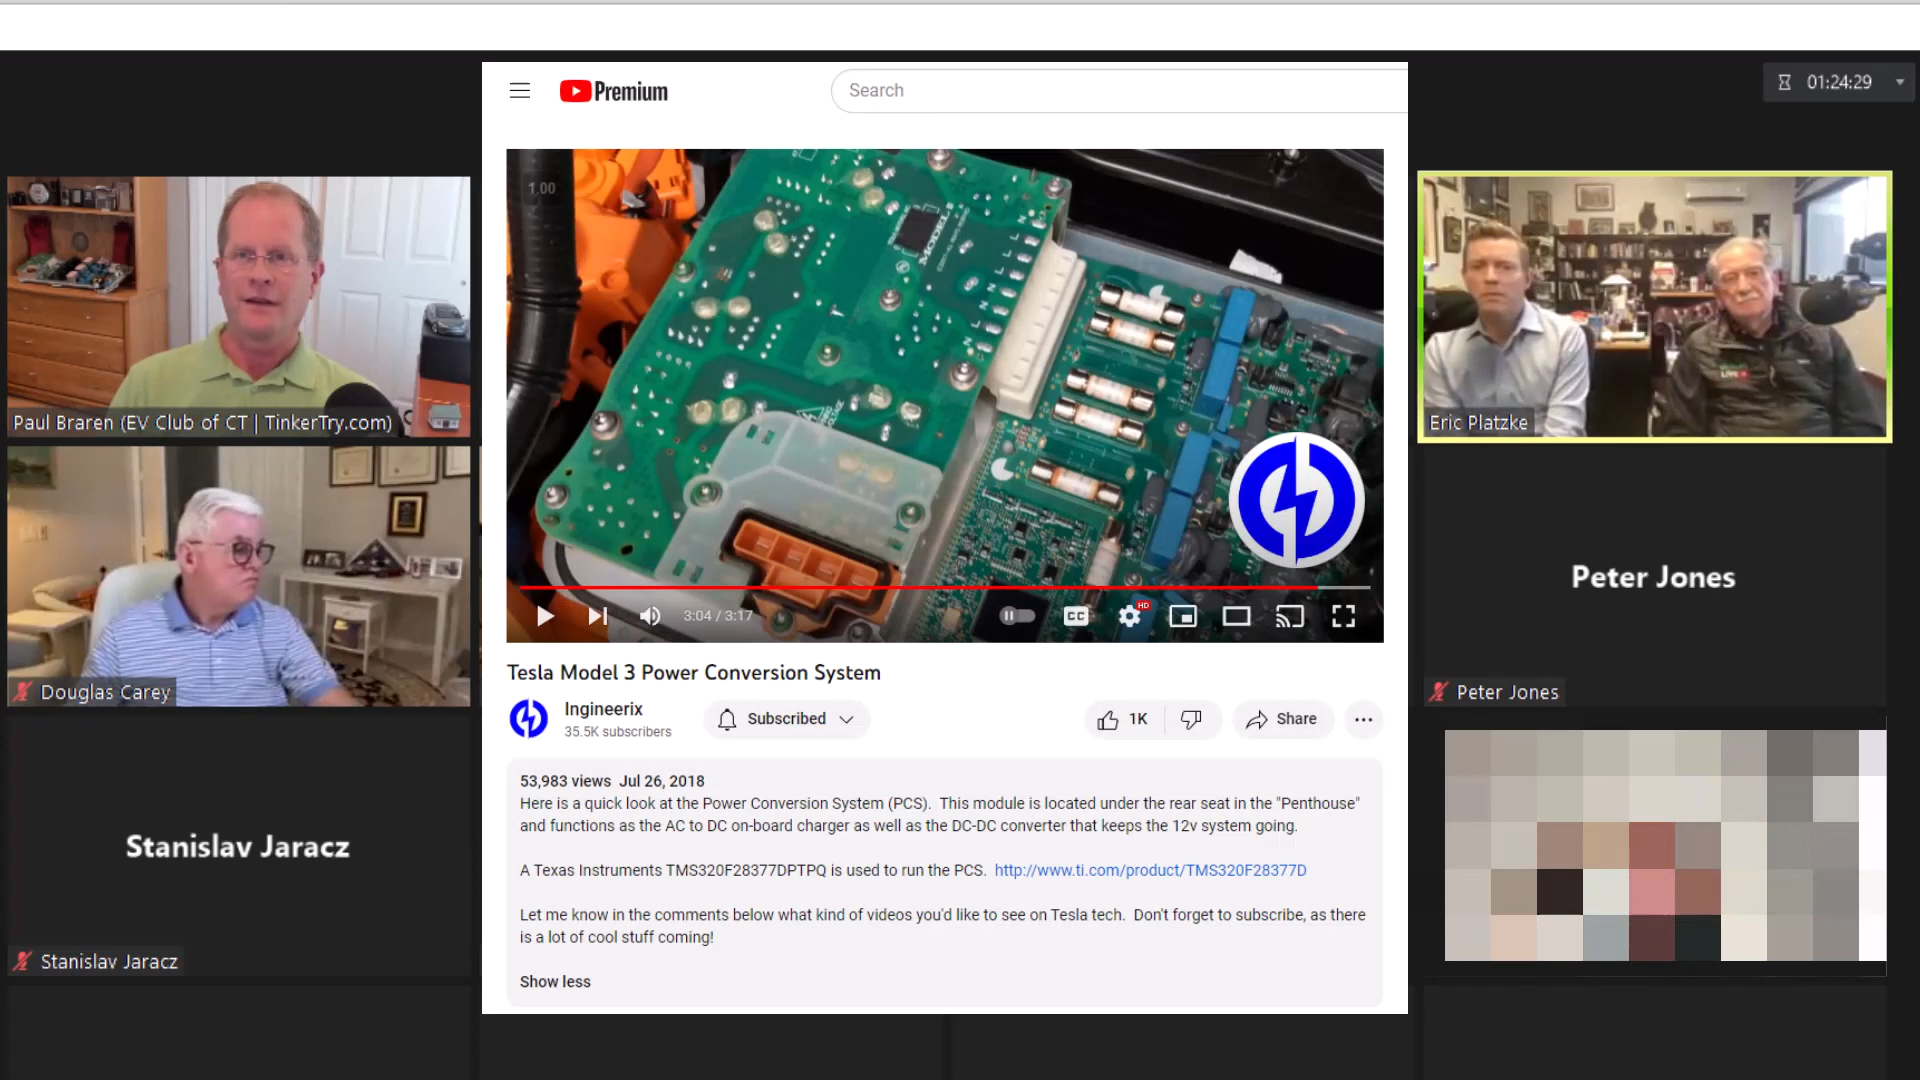 Premium
Search
01:24:29
1.00
MODEL 3
Paul Braren (EV Club of CT | TinkerTry.com)
Eric Platzke
3:04 / 3:17
CC
HD
Peter Jones
Tesla Model 3 Power Conversion System
Douglas Carey
Peter Jones
Ingineerix
35.5K subscribers
Subscribed
1K
Share
53,983 views Jul 26, 2018
Here is a quick look at the Power Conversion System (PCS). This module is located under the rear seat in the "Penthouse"
and functions as the AC to DC on-board charger as well as the DC-DC converter that keeps the 12v system going.
A Texas Instruments TMS320F28377DPTPQ is used to run the PCS. http://www.ti.com/product/TMS320F28377D
Let me know in the comments below what kind of videos you'd like to see on Tesla tech. Don't forget to subscribe, as there
is a lot of cool stuff coming!
Show less
Stanislav Jaracz
Stanislav Jaracz